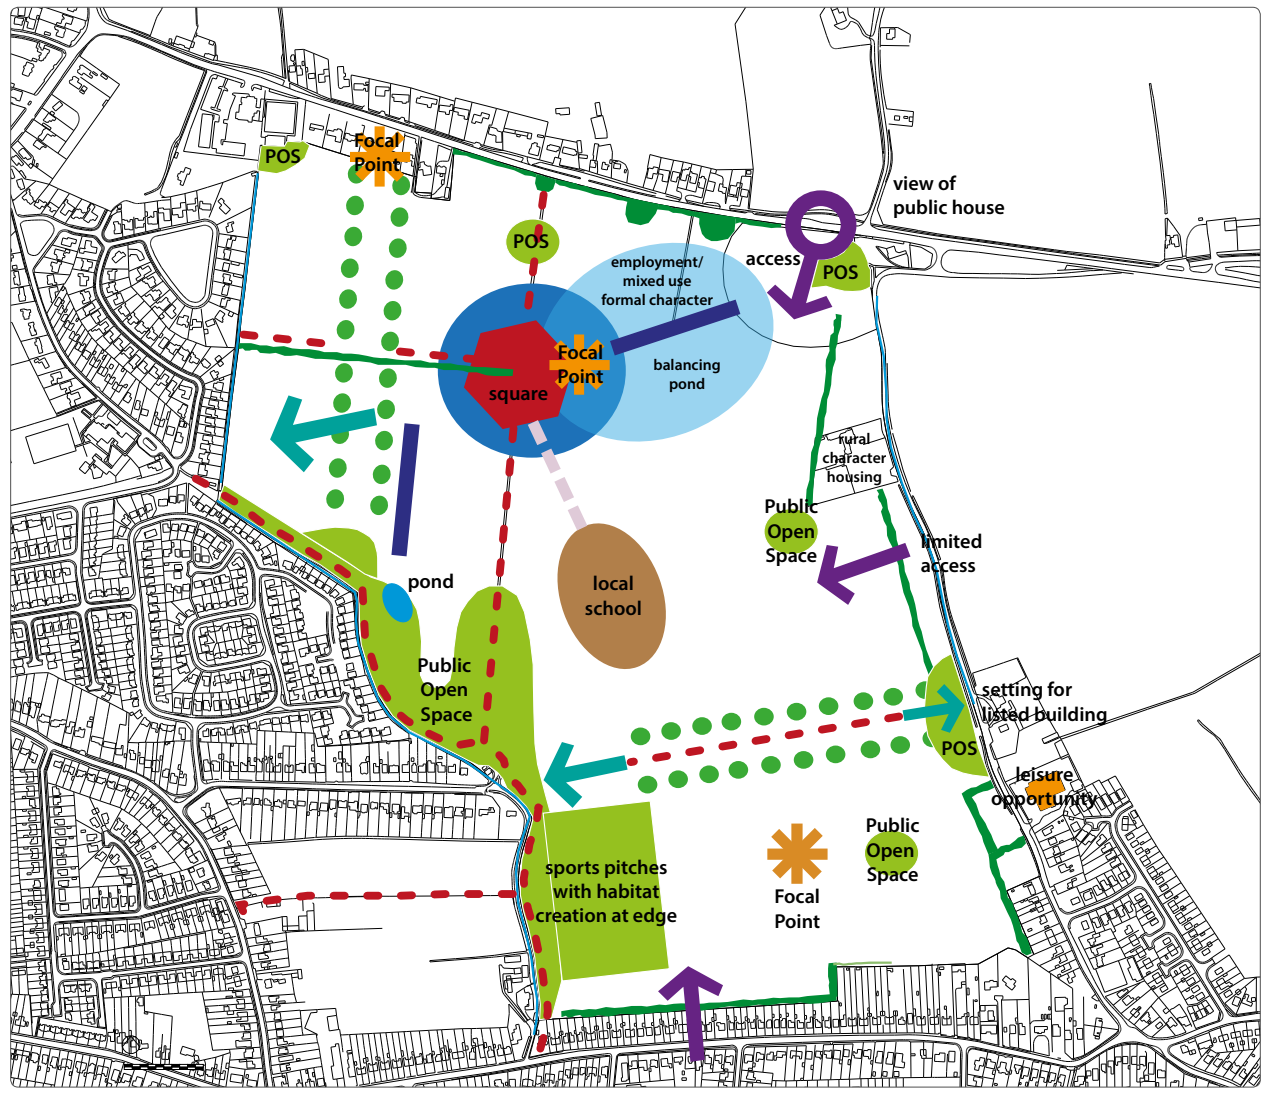 Focal
Point
POS
view of
public house
POS
employment/
mixed use
formal character
access
POS
Focal
Point
balancing
pond
square
rural
character
housing
Public
Open
Space
limited
access
pond
local
school
Public
Open
Space
setting for
listed building
POS
leisure
opportunity
Public
Open
Space
sports pitches
with habitat
creation at edge
Focal
Point